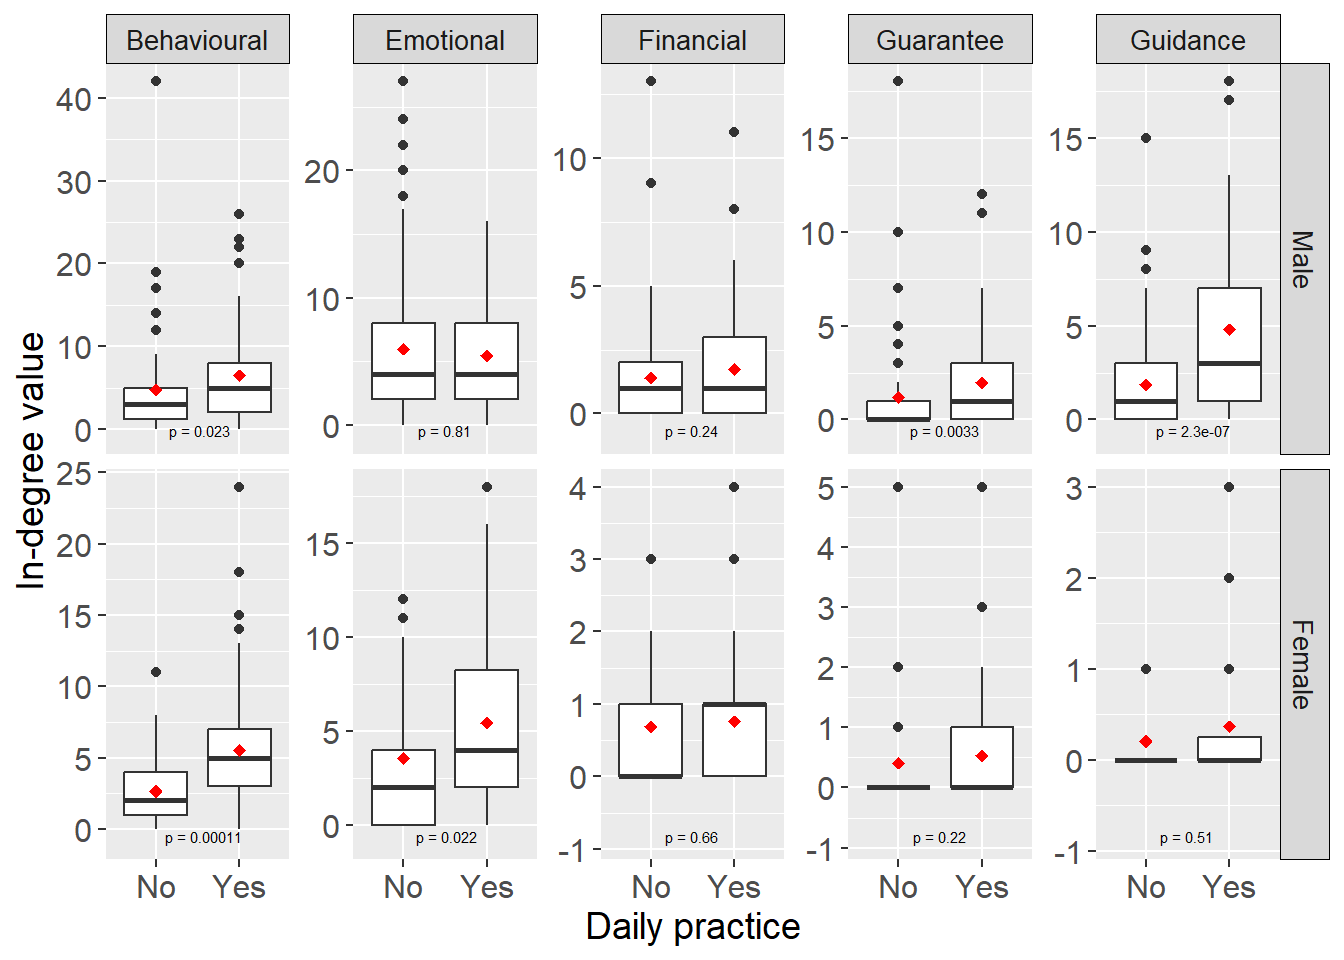 Behavioural Emotional Financial Guarantee Guidance
In-degree value
40
30
20
10
0
p = 0.023
20
10
0
p = 0.81
10
5
0
p = 0.24
15
10
5
0
p = 0.0033
15
10
5
0
p = 2.3e-07
Male
25
20
15
10
5
0
p = 0.00011
15
10
5
0
p = 0.022
4
3
2
1
0
-1
p = 0.66
5
4
3
2
1
0
-1
p = 0.22
3
2
1
0
-1
p = 0.51
Female
No Yes No Yes No Yes No Yes No Yes
Daily practice